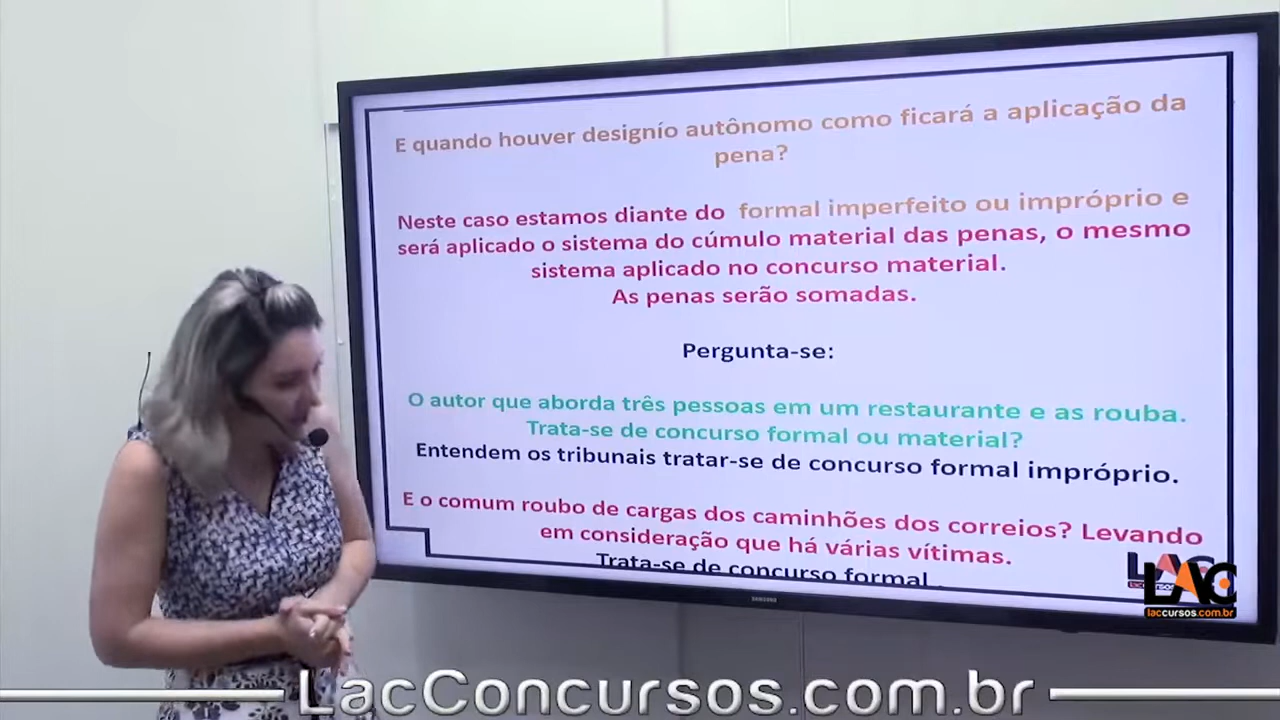 E quando houver designío autônomo como ficará a aplicação da
pena?
Neste caso estamos diante do formal imperfeito ou impróprio e
será aplicado o sistema do cúmulo material das penas, o mesmo
sistema aplicado no concurso material.
As penas serão somadas.
Pergunta-se:
O autor que aborda três pessoas em um restaurante e as rouba.
Trata-se de concurso formal ou material?
Entendem os tribunais tratar-se de concurso formal impróprio.
E o comum roubo de cargas dos caminhões dos correios? Levando
em consideração que há várias vítimas.
Trata-se de concurso formal
LAC
laccursos.com.br
SAMSUNG
LacConcursos.com.br